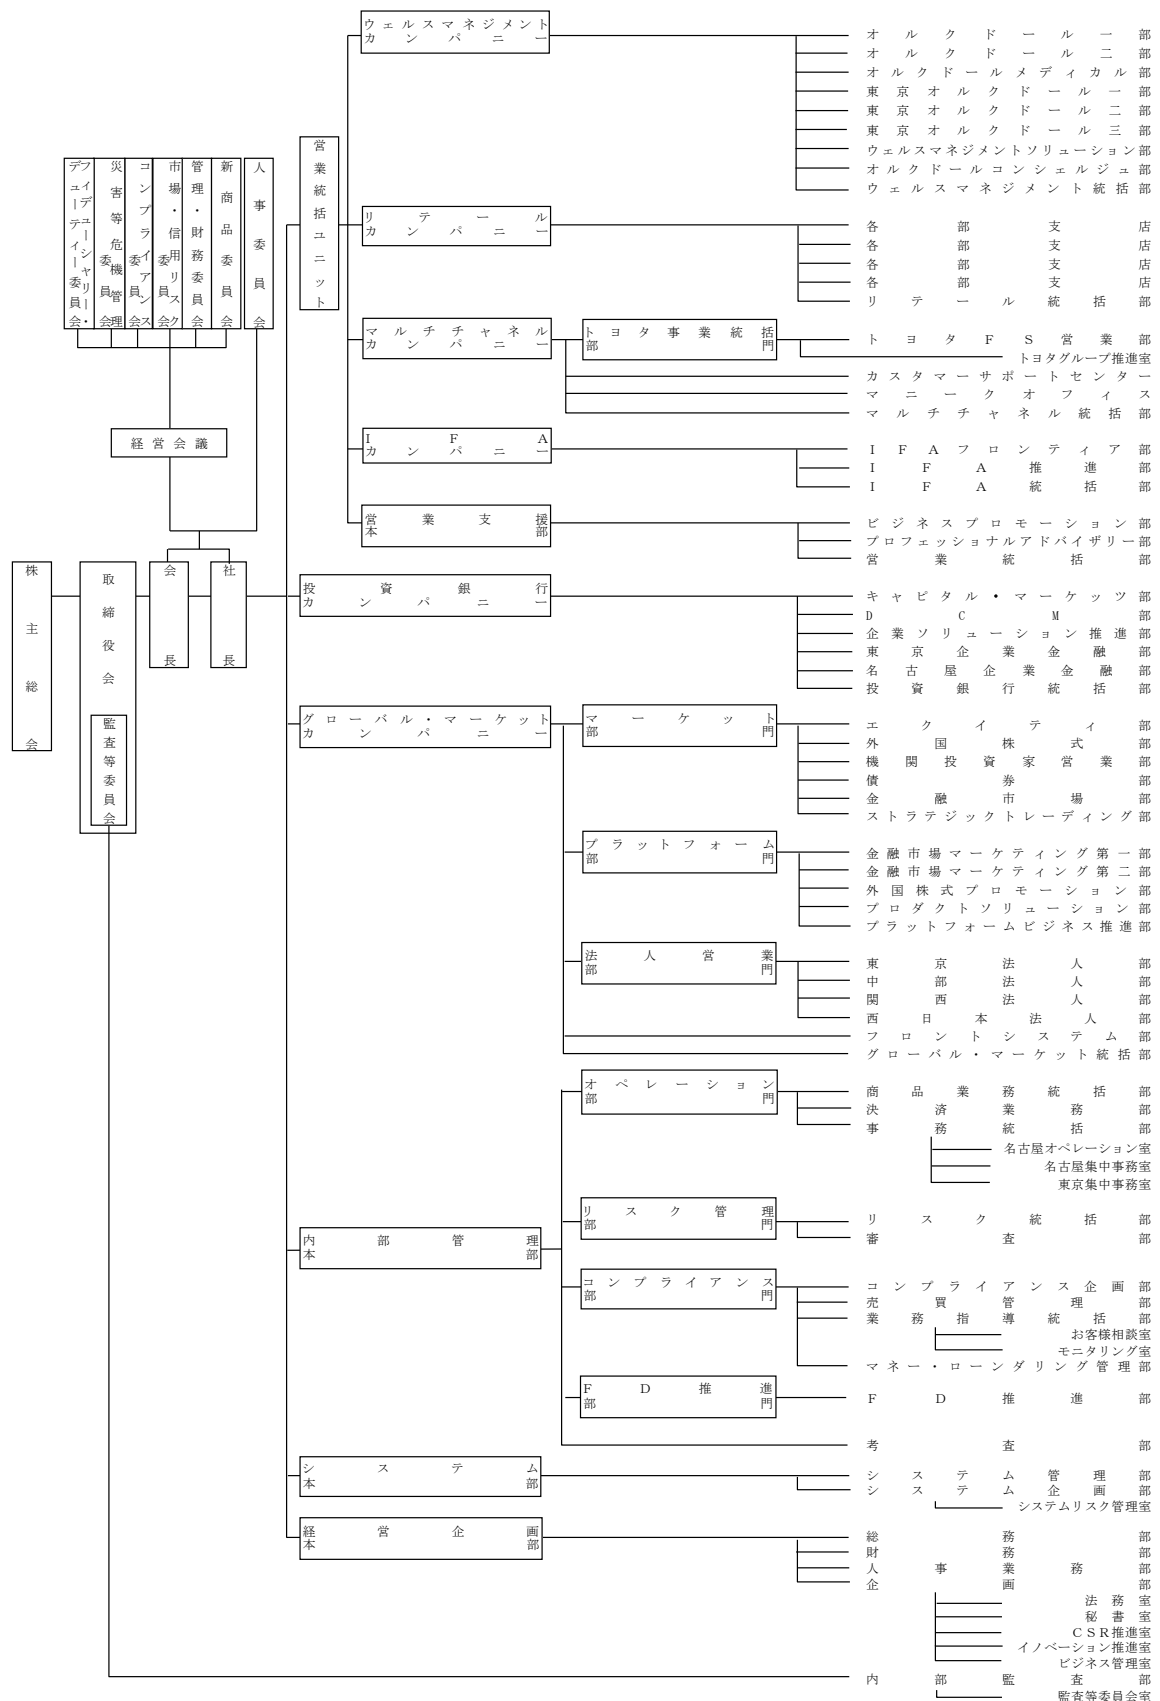 株主総会
取締役会
監査等委員会
会長
社長
経営会議
フィデューシャリー・
デューティー委員会
災害等危機管理
委員会
コンプライアンス
委員会
市場・信用リスク
委員会
管理・財務委員会
新商品委員会
人事委員会
営業統括ユニット
ウェルスマネジメント
カンパニー
オルクドール一部
オルクドール二部
オルクドールメディカル部
東京オルクドール一部
東京オルクドール二部
東京オルクドール三部
ウェルスマネジメントソリューション部
オルクドールコンシェルジュ部
ウェルスマネジメント統括部
リテール
カンパニー
各部支店
各部支店
各部支店
各部支店
リテール統括部
マルチチャネル
カンパニー
トヨタ事業統括
部門
トヨタFS営業部
トヨタグループ推進室
カスタマーサポートセンター
マニークオフィス
マルチチャネル統括部
IFA
カンパニー
IFAフロンティア部
IFA推進部
IFA統括部
営業支援
本部
ビジネスプロモーション部
プロフェッショナルアドバイザリー部
営業統括部
投資銀行
カンパニー
キャピタル・マーケッツ部
DCM部
企業ソリューション推進部
東京企業金融部
名古屋企業金融部
投資銀行統括部
グローバル・マーケット
カンパニー
マーケット
部門
エクイティ部
外国株式部
機関投資家営業部
債券部
金融市場部
ストラテジックトレーディング部
プラットフォーム
部門
金融市場マーケティング第一部
金融市場マーケティング第二部
外国株式プロモーション部
プロダクトソリューション部
プラットフォームビジネス推進部
法人営業
部門
東京法人部
中部法人部
関西法人部
西日本法人部
フロントシステム部
グローバル・マーケット統括部
内部管理
本部
オペレーション
部門
商品業務統括部
決済業務部
事務統括部
名古屋オペレーション室
名古屋集中事務室
東京集中事務室
リスク管理
部門
リスク統括部
審査部
コンプライアンス
部門
コンプライアンス企画部
売買管理部
業務指導統括部
お客様相談室
モニタリング室
マネー・ローンダリング管理部
FD推進
部門
FD推進部
考査部
システム
本部
システム管理部
システム企画部
システムリスク管理室
経営企画
本部
総務部
財務部
人事業務部
企画部
法務室
秘書室
CSR推進室
イノベーション推進室
ビジネス管理室
内部監査部
監査等委員会室